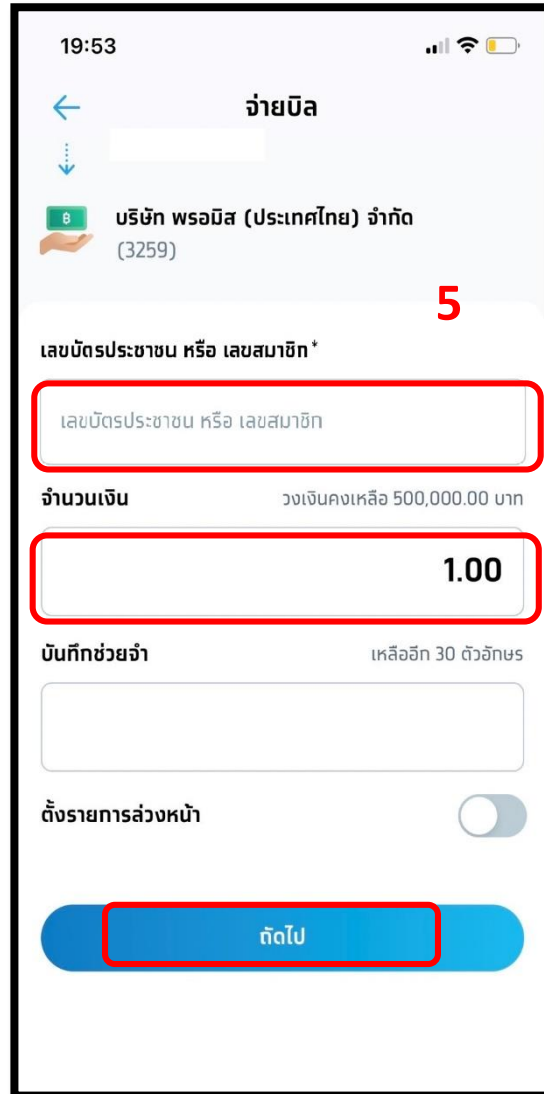 19:53
จ่ายบิล
บริษัท พรอมิส (ประเทศไทย) จำกัด
(3259)
5
เลขบัตรประชาชน หรือ เลขสมาชิก*
เลขบัตรประชาชน หรือ เลขสมาชิก
จำนวนเงิน วงเงินคงเหลือ 500,000.00 บาท
1.00
บันทึกช่วยจำ เหลืออีก 30 ตัวอักษร
ตั้งรายการล่วงหน้า
ถัดไป